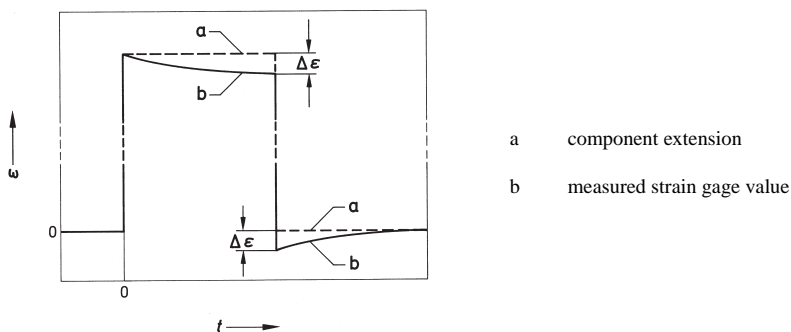 a
Δε
b
a component extension
b measured strain gage value
ε
a
0
Δε
b
0
t